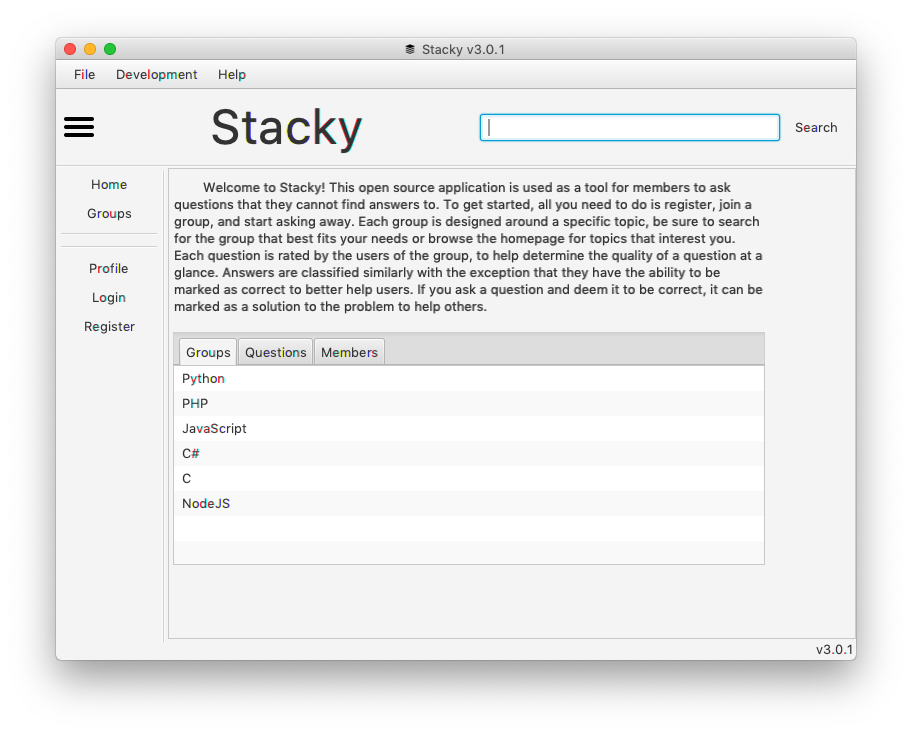 Stacky v3.0.1
File Development Help
Stacky
Search
Home
Groups
Profile
Login
Register
Welcome to Stacky! This open source application is used as a tool for members to ask
questions that they cannot find answers to. To get started, all you need to do is register, join a
group, and start asking away. Each group is designed around a specific topic, be sure to search
for the group that best fits your needs or browse the homepage for topics that interest you.
Each question is rated by the users of the group, to help determine the quality of a question at a
glance. Answers are classified similarly with the exception that they have the ability to be
marked as correct to better help users. If you ask a question and deem it to be correct, it can be
marked as a solution to the problem to help others.
Groups Questions Members
Python
PHP
JavaScript
C#
C
NodeJS
v3.0.1